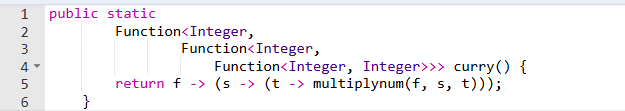 1 public static
2 Function<Integer,
3 Function<Integer,
4 Function<Integer, Integer>>> curry() {
5 return f -> (s -> (t -> multiplynum(f, s, t)));
6 }